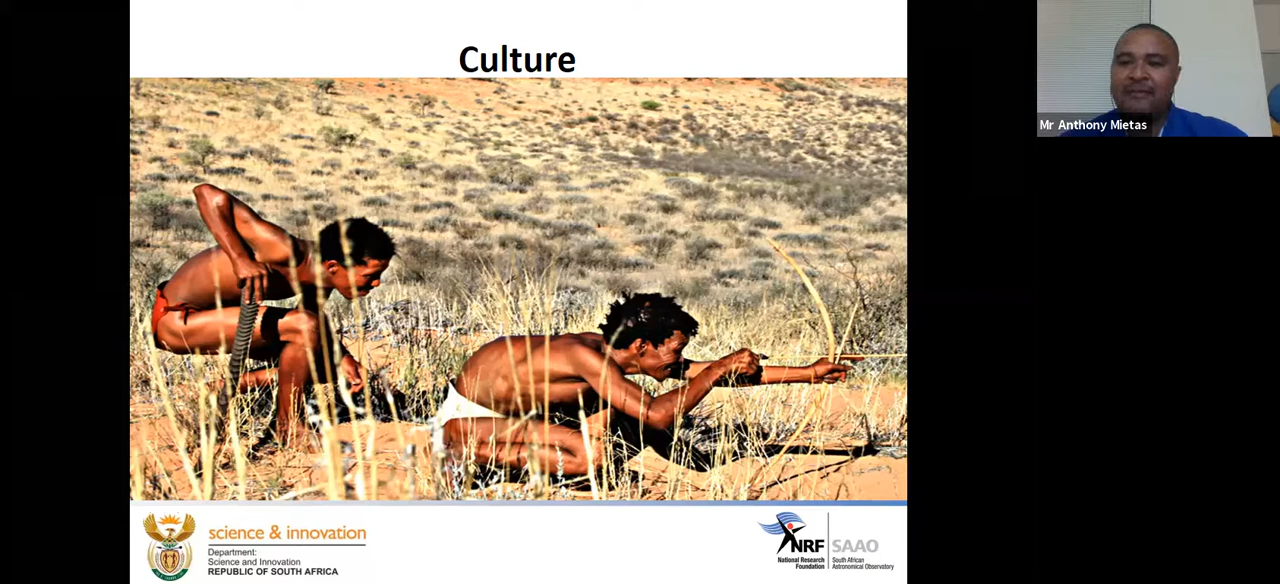 Culture
Mr Anthony Mietas
science & innovation
Department:
Science and Innovation
REPUBLIC OF SOUTH AFRICA
NRF
National Research
Foundation
SAAO
South African
Astronomical Observatory